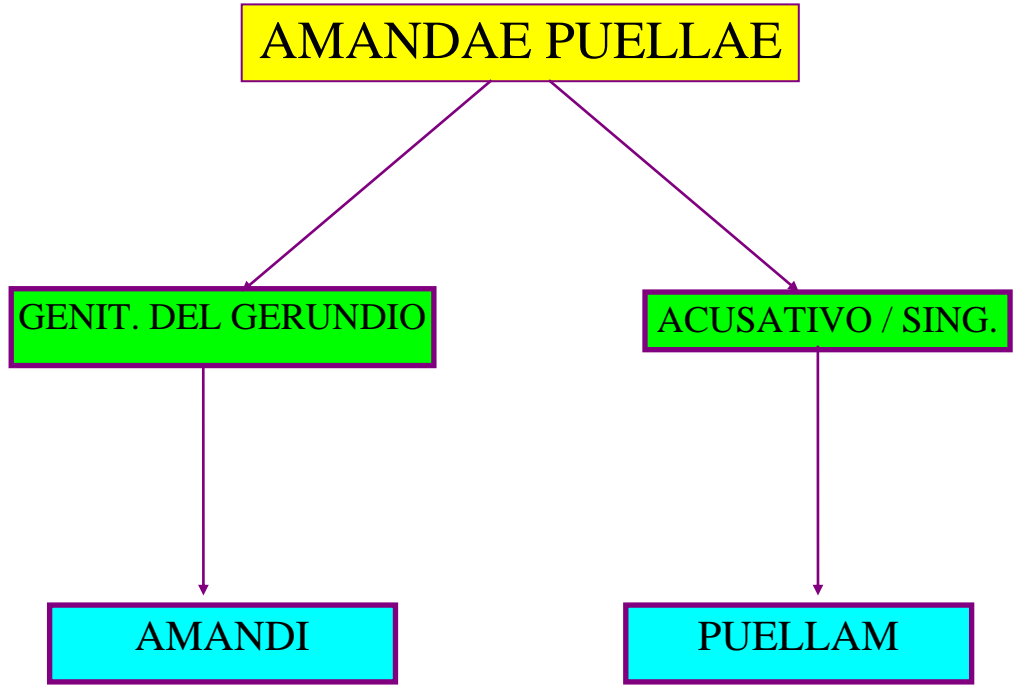 AMANDAE PUELLAE
GENIT. DEL GERUNDIO
ACUSATIVO / SING.
AMANDI
PUELLAM